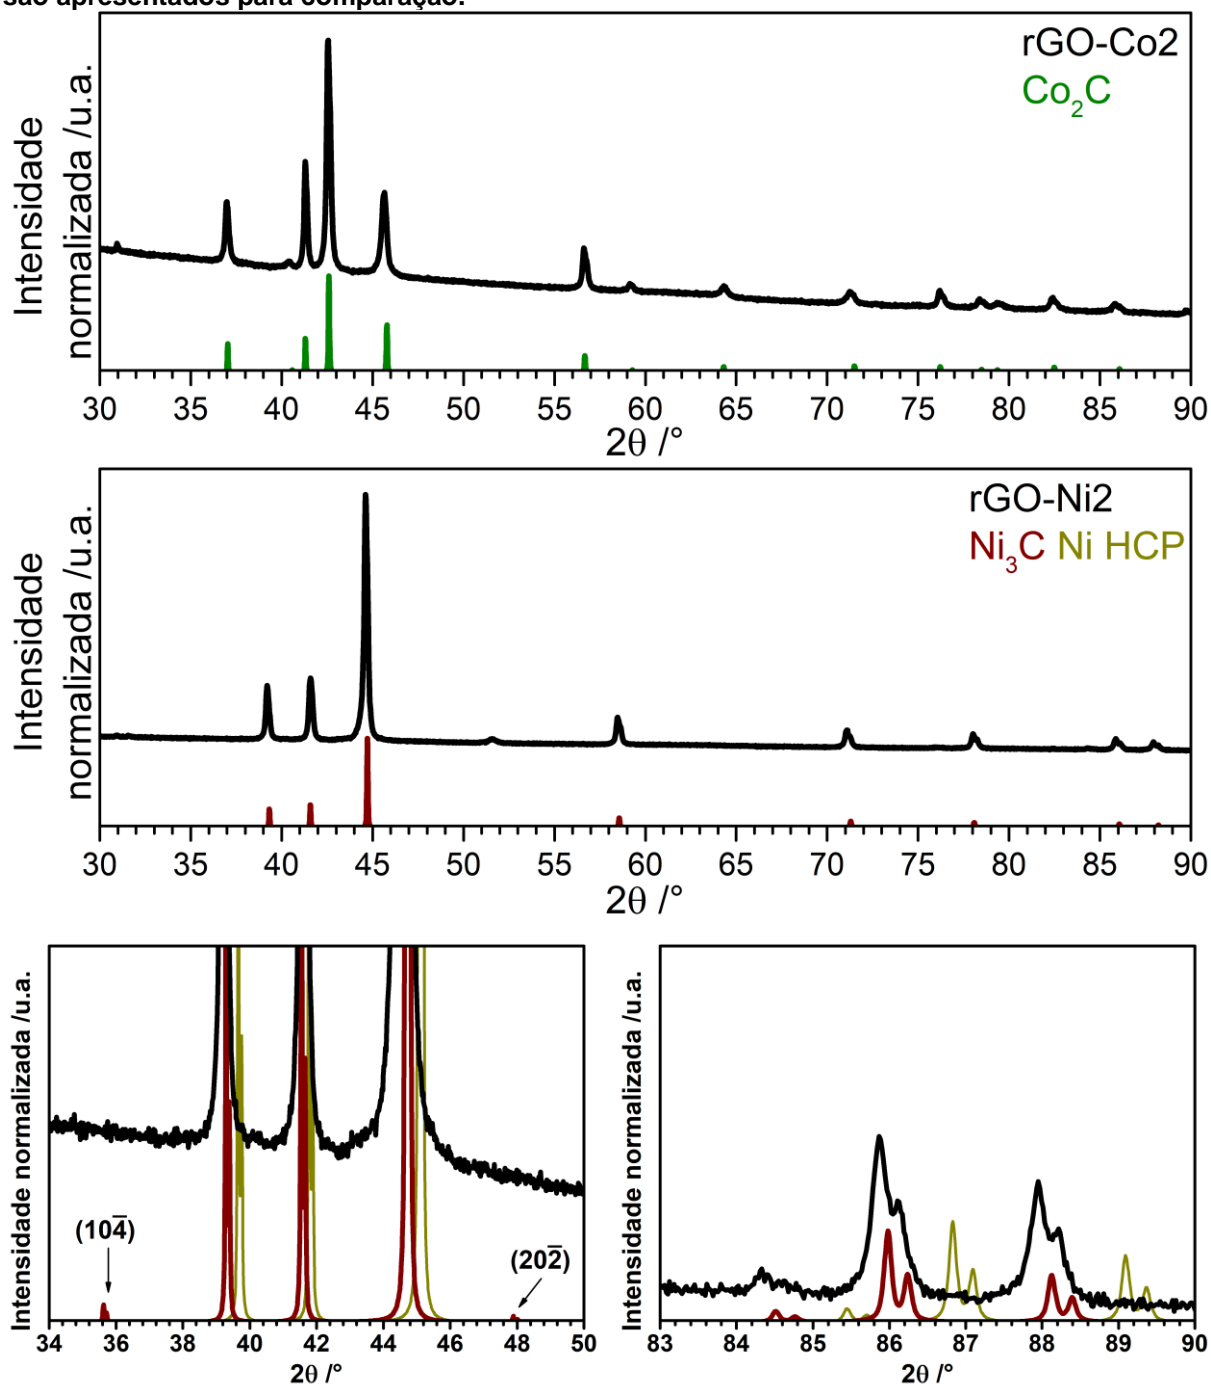 são apresentados para comparação.
rGO-Co2
Co₂C
Intensidade
normalizada /u.a.
30 35 40 45 50 55 60 65 70 75 80 85 90
2θ /°
rGO-Ni2
Ni₃C Ni HCP
Intensidade
normalizada /u.a.
30 35 40 45 50 55 60 65 70 75 80 85 90
2θ /°
Intensidade normalizada /u.a.
(104̅)
(202̅)
34 36 38 40 42 44 46 48 50
2θ /°
Intensidade normalizada /u.a.
83 84 85 86 87 88 89 90
2θ /°